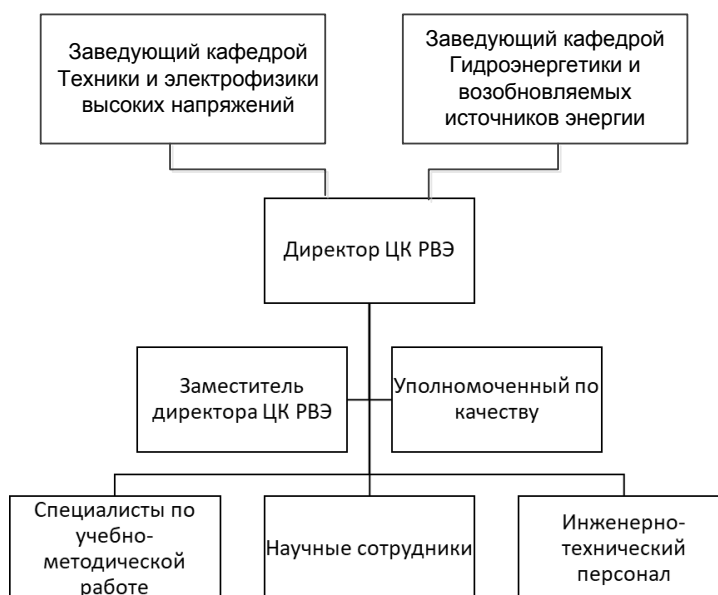 Заведующий кафедрой
Техники и электрофизики
высоких напряжений
Заведующий кафедрой
Гидроэнергетики и
возобновляемых
источников энергии
Директор ЦК РВЭ
Заместитель
директора ЦК РВЭ
Уполномоченный по
качеству
Специалисты по
учебно-
методической
работе
Научные сотрудники
Инженерно-
технический
персонал